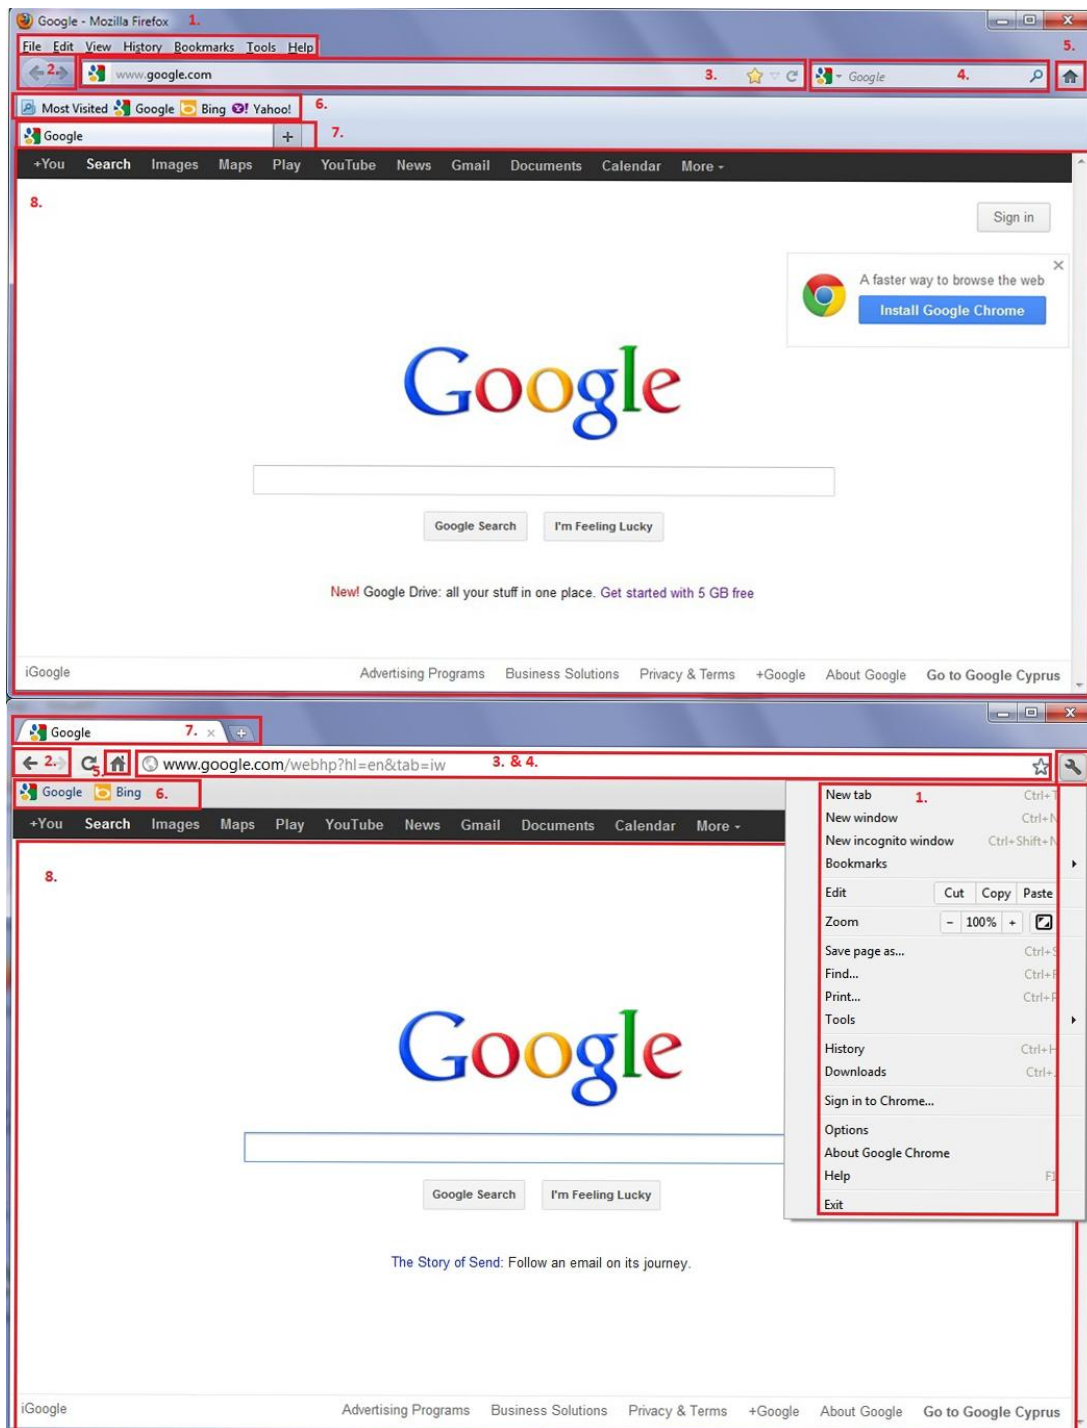 Google - Mozilla Firefox 1.
File Edit View History Bookmarks Tools Help 5.
2. www.google.com 3. Google 4.
Most Visited Google Bing Yahoo! 6.
Google + 7.
+You Search Images Maps Play YouTube News Gmail Documents Calendar More
8.
Sign in
A faster way to browse the web
Install Google Chrome
Google
Google Search I'm Feeling Lucky
New! Google Drive: all your stuff in one place. Get started with 5 GB free
iGoogle Advertising Programs Business Solutions Privacy & Terms +Google About Google Go to Google Cyprus
Google 7.
2. 5. www.google.com/webhp?hl=en&tab=iw 3. & 4.
Google Bing 6.
+You Search Images Maps Play YouTube News Gmail Documents Calendar More
8.
New tab 1. Ctrl+T
New window Ctrl+N
New incognito window Ctrl+Shift+N
Bookmarks
Edit Cut Copy Paste
Zoom - 100% +
Save page as... Ctrl+S
Find... Ctrl+F
Print... Ctrl+P
Tools
History Ctrl+H
Downloads Ctrl+
Sign in to Chrome...
Options
About Google Chrome
Help F1
Exit
Google
Google Search I'm Feeling Lucky
The Story of Send: Follow an email on its journey.
iGoogle Advertising Programs Business Solutions Privacy & Terms +Google About Google Go to Google Cyprus